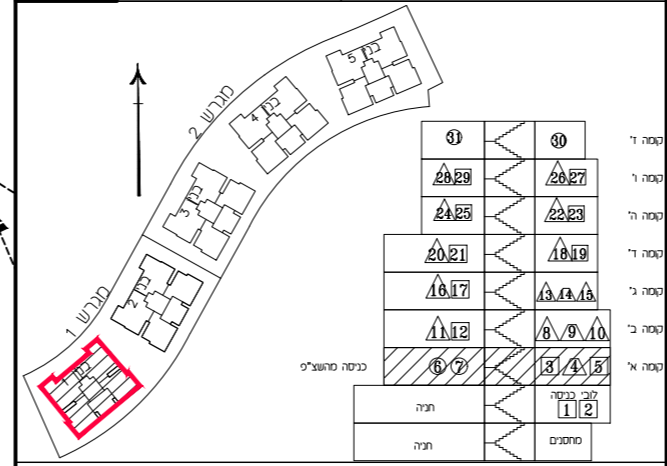 בנין 5
בנין 4
מגרש 2
בנין 3
בנין 2
מגרש 1
31 30 קומה ז'
28 29 26 27 קומה ו'
24 25 22 23 קומה ה'
20 21 18 19 קומה ד'
16 17 13 14 15 קומה ג'
11 12 8 9 10 קומה ב'
כניסה מהשצ"פ 6 7 3 4 5 קומה א'
חניה לובי כניסה
1 2
חניה מחסנים